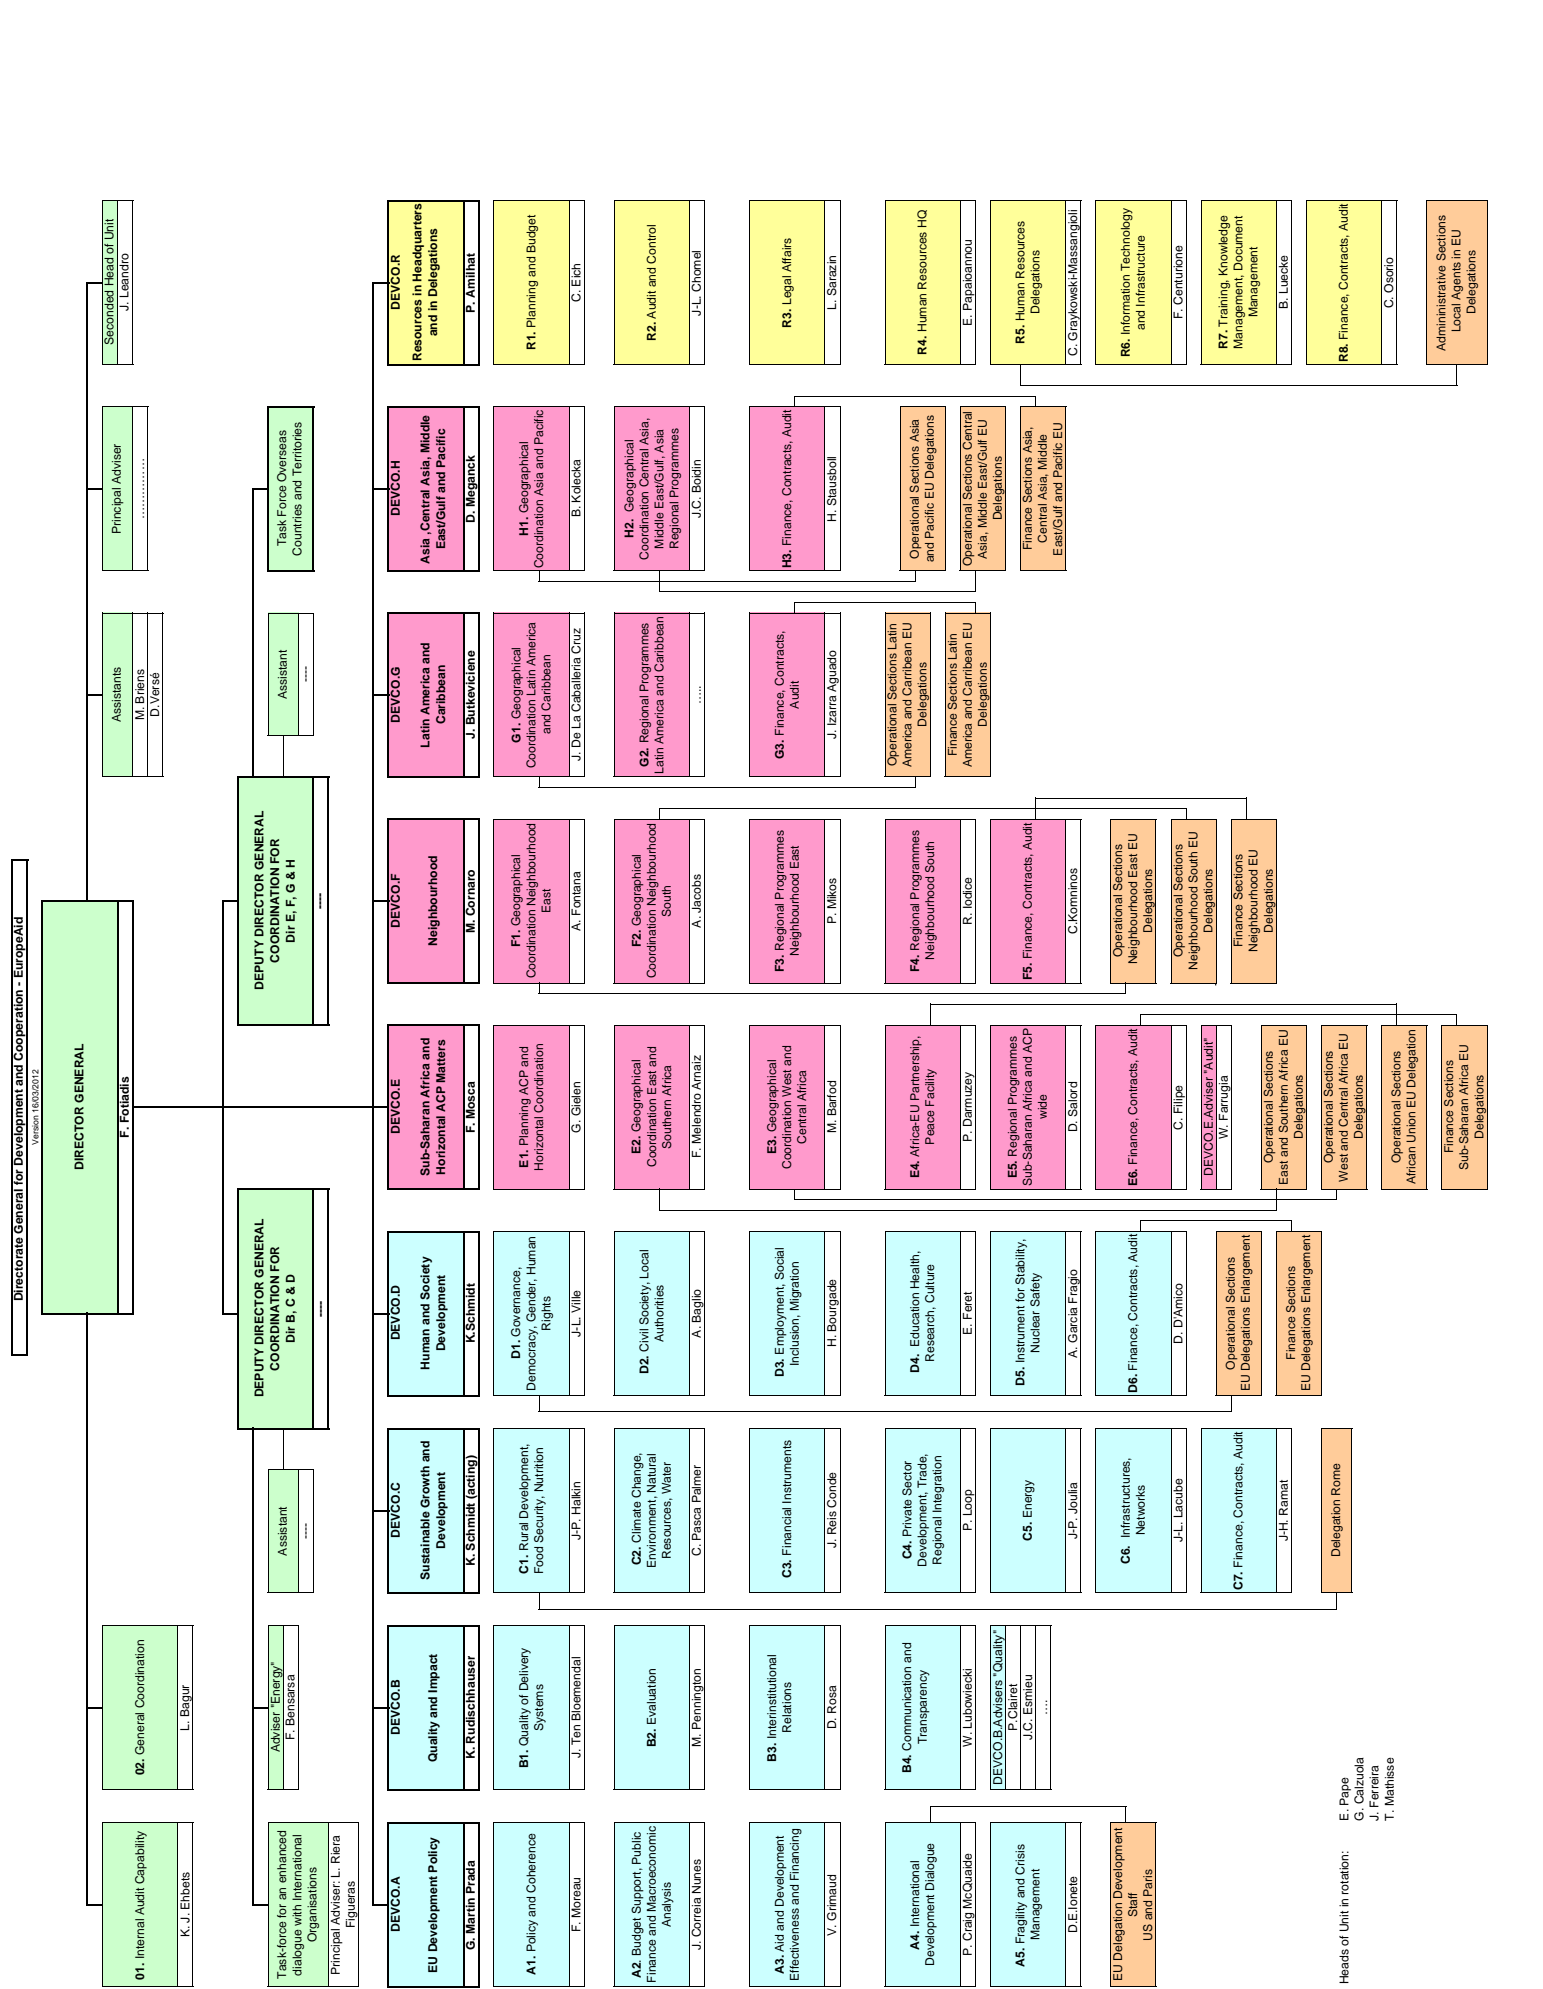 Directorate General for Development and Cooperation - EuropeAid
Version 16/03/2012
DIRECTOR GENERAL
F. Fotiadis
01. Internal Audit Capability
K. J. Ehbets
02. General Coordination
L. Bagur
Assistants
M. Briens
D. Versé
Principal Adviser
……………
Seconded Head of Unit
J. Leandro
DEPUTY DIRECTOR GENERAL
COORDINATION FOR
Dir B, C & D
----
DEPUTY DIRECTOR GENERAL
COORDINATION FOR
Dir E, F, G & H
----
Task-force for an enhanced
dialogue with International
Organisations
Principal Adviser: L. Riera
Figueras
Adviser "Energy"
F. Bensarsa
Assistant
----
Assistant
----
Task Force Overseas
Countries and Territories
DEVCO.A
EU Development Policy
G. Martin Prada
A1. Policy and Coherence
F. Moreau
A2. Budget Support, Public
Finance and Macroeconomic
Analysis
J. Correia Nunes
A3. Aid and Development
Effectiveness and Financing
V. Grimaud
A4. International
Development Dialogue
P. Craig McQuaide
A5. Fragility and Crisis
Management
D.E.Ionete
EU Delegation Development
Staff
US and Paris
DEVCO.B
Quality and Impact
K. Rudischhauser
B1. Quality of Delivery
Systems
J. Ten Bloemendal
B2. Evaluation
M. Pennington
B3. Interinstitutional
Relations
D. Rosa
B4. Communication and
Transparency
W. Lubowiecki
DEVCO.B.Advisers "Quality"
P.Clairet
J.C. Esmieu
….
DEVCO.C
Sustainable Growth and
Development
K. Schmidt (acting)
C1. Rural Development,
Food Security, Nutrition
J-P. Halkin
C2. Climate Change,
Environment, Natural
Resources, Water
C. Pasca Palmer
C3. Financial Instruments
J. Reis Conde
C4. Private Sector
Development, Trade,
Regional Integration
P. Loop
C5. Energy
J-P. Joulia
C6. Infrastructures,
Networks
J-L. Lacube
C7. Finance, Contracts, Audit
J-H. Ramat
Delegation Rome
DEVCO.D
Human and Society
Development
K.Schmidt
D1. Governance,
Democracy, Gender, Human
Rights
J-L. Ville
D2. Civil Society, Local
Authorities
A. Baglio
D3. Employment, Social
Inclusion, Migration
H. Bourgade
D4. Education Health,
Research, Culture
E. Feret
D5. Instrument for Stability,
Nuclear Safety
A. Garcia Fragio
D6. Finance, Contracts, Audit
D. D'Amico
Operational Sections
EU Delegations Enlargement
Finance Sections
EU Delegations Enlargement
DEVCO.E
Sub-Saharan Africa and
Horizontal ACP Matters
F. Mosca
E1. Planning ACP and
Horizontal Coordination
G. Gielen
E2. Geographical
Coordination East and
Southern Africa
F. Melendro Arnaiz
E3. Geographical
Coordination West and
Central Africa
M. Barfod
E4. Africa-EU Partnership,
Peace Facility
P. Darmuzey
E5. Regional Programmes
Sub-Saharan Africa and ACP
wide
D. Salord
E6. Finance, Contracts, Audit
C. Filipe
DEVCO.E.Adviser "Audit"
W. Farrugia
Operational Sections
East and Southern Africa EU
Delegations
Operational Sections
West and Central Africa EU
Delegations
Operational Sections
African Union EU Delegation
Finance Sections
Sub-Saharan Africa EU
Delegations
DEVCO.F
Neighbourhood
M. Cornaro
F1. Geographical
Coordination Neighbourhood
East
A. Fontana
F2. Geographical
Coordination Neighbourhood
South
A. Jacobs
F3. Regional Programmes
Neighbourhood East
P. Mikos
F4. Regional Programmes
Neighbourhood South
R. Iodice
F5. Finance, Contracts, Audit
C.Komninos
Operational Sections
Neighbourhood East EU
Delegations
Operational Sections
Neighbourhood South EU
Delegations
Finance Sections
Neighbourhood EU
Delegations
DEVCO.G
Latin America and
Caribbean
J. Butkeviciene
G1. Geographical
Coordination Latin America
and Caribbean
J. De La Caballeria Cruz
G2. Regional Programmes
Latin America and Caribbean
…..
G3. Finance, Contracts,
Audit
J. Izarra Aguado
Operational Sections Latin
America and Carribean EU
Delegations
Finance Sections Latin
America and Carribean EU
Delegations
DEVCO.H
Asia ,Central Asia, Middle
East/Gulf and Pacific
D. Meganck
H1. Geographical
Coordination Asia and Pacific
B. Kolecka
H2. Geographical
Coordination Central Asia,
Middle East/Gulf, Asia
Regional Programmes
J.C. Boidin
H3. Finance, Contracts, Audit
H. Stausboll
Operational Sections Asia
and Pacific EU Delegations
Operational Sections Central
Asia, Middle East/Gulf EU
Delegations
Finance Sections Asia,
Central Asia, Middle
East/Gulf and Pacific EU
DEVCO.R
Resources in Headquarters
and in Delegations
P. Amilhat
R1. Planning and Budget
C. Eich
R2. Audit and Control
J-L. Chomel
R3. Legal Affairs
L. Sarazin
R4. Human Resources HQ
E. Papaioannou
R5. Human Resources
Delegations
C. Graykowski-Massangioli
R6. Information Technology
and Infrastructure
F. Centurione
R7. Training, Knowledge
Management, Document
Management
B. Luecke
R8. Finance, Contracts, Audit
C. Osorio
Admininistrative Sections
Local Agents in EU
Delegations
Heads of Unit in rotation: E. Pape
G. Calzuola
J. Ferreira
T. Mathisse